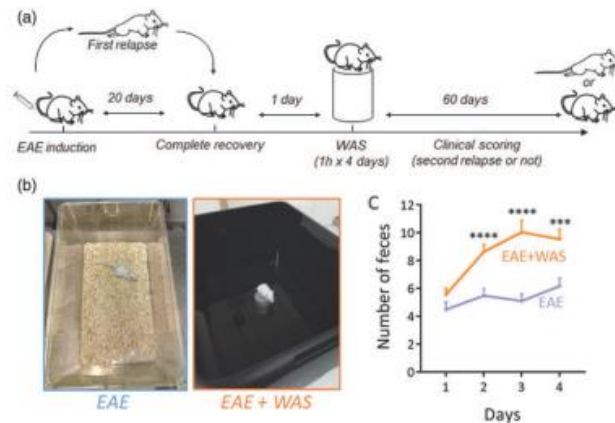 (a)
First relapse
or
20 days
1 day
60 days
EAE induction
Complete recovery
WAS
(1h x 4 days)
Clinical scoring
(second relapse or not)
(b)
EAE
EAE + WAS
C
Number of feces
12
10
8
6
4
2
0
****
****
***
EAE+WAS
EAE
1
2
3
4
Days